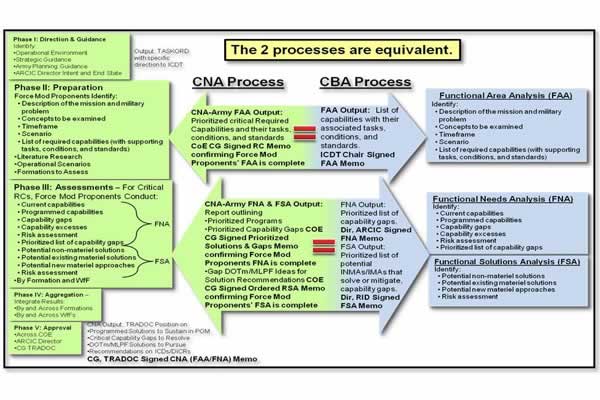 The 2 processes are equivalent.
Phase I: Direction & Guidance
Identify:
•Operational Environment
•Strategic Guidance
•Army Planning Guidance
•ARCIC Director Intent and End State
Output: TASKORD
with specific
direction to ICDT
CNA Process
CBA Process
Phase II: Preparation
Force Mod Proponents Identify:
•Description of the mission and military
problem
•Concepts to be examined
•Timeframe
•Scenario
•List of required capabilities (with supporting
tasks, conditions, and standards)
•Literature Research
•Operational Scenarios
•Formations to Assess
CNA-Army FAA Output:
Prioritized critical Required
Capabilities and their tasks,
conditions, and standards
CoE CG Signed RC Memo
confirming Force Mod
Proponents' FAA is complete
FAA Output: List of
capabilities with their
associated tasks,
conditions, and
standards.
ICDT Chair Signed
FAA Memo
Functional Area Analysis (FAA)
Identify:
•Description of the mission and military
problem
•Concepts to be examined
•Timeframe
•Scenario
•List of required capabilities (with supporting
tasks, conditions, and standards)
Phase III: Assessments – For Critical
RCs, Force Mod Proponents Conduct:
•Current capabilities
•Programmed capabilities
•Capability gaps
•Capability excesses
•Risk assessment
•Prioritized list of capability gaps
•Potential non-materiel solutions
•Potential existing materiel solutions
•Potential new materiel approaches
•Risk assessment
•By Formation and WfF
FNA
FSA
CNA-Army FNA & FSA Output:
Report outlining
•Prioritized Programs
•Prioritized Capability Gaps COE
CG Signed Prioritized
Solutions & Gaps Memo
confirming Force Mod
Proponents FNA is complete
•Gap DOTm/MLPF Ideas for
Solution Recommendations COE
CG Signed Ordered RSA Memo
confirming Force Mod
Proponents' FSA is complete
FNA Output:
Prioritized list of
capability gaps.
Dir, ARCIC Signed
FNA Memo
FSA Output:
Prioritized list of
potential
INMAs/IMAs that
solve or mitigate,
capability gaps.
Dir, RID Signed
FSA Memo
Functional Needs Analysis (FNA)
Identify:
•Current capabilities
•Programmed capabilities
•Capability gaps
•Capability excesses
•Risk assessment
•Prioritized list of capability gaps
Functional Solutions Analysis (FSA)
Identify:
•Potential non-materiel solutions
•Potential existing materiel solutions
•Potential new materiel approaches
•Risk assessment
Phase IV: Aggregation –
Integrate Results:
•By and Across Formations
•By and Across WfFs
Phase V: Approval
•Across COE
•ARCIC Director
•CG TRADOC
CNA Output: TRADOC Position on
•Programmed Solutions to Sustain in POM
•Critical Capability Gaps to Resolve
•DOTm/MLPF Solutions to Pursue
•Recommendations on ICDs/DICRs
CG, TRADOC Signed CNA (FAA/FNA) Memo